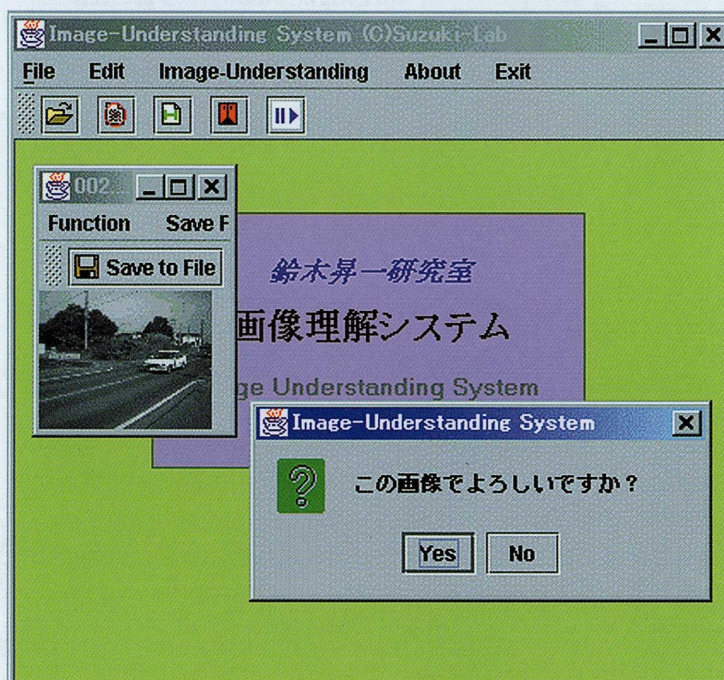 Image-Understanding System (C)Suzuki-Lab
File Edit Image-Understanding About Exit
002...
Function Save F
Save to File
鈴木昇一研究室
画像理解システム
ge Understanding System
Image-Understanding System
この画像でよろしいですか?
Yes No